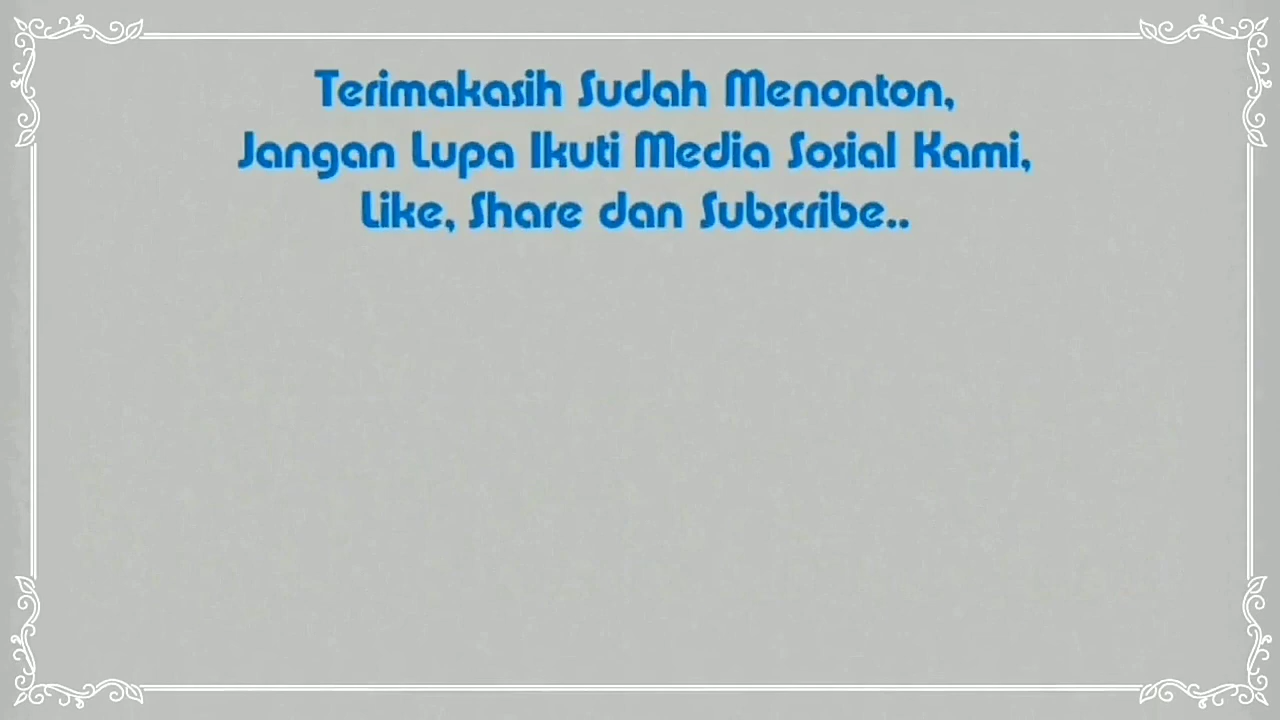 Terimakasih Sudah Menonton,
Jangan Lupa Ikuti Media Sosial Kami,
Like, Share dan Subscribe..